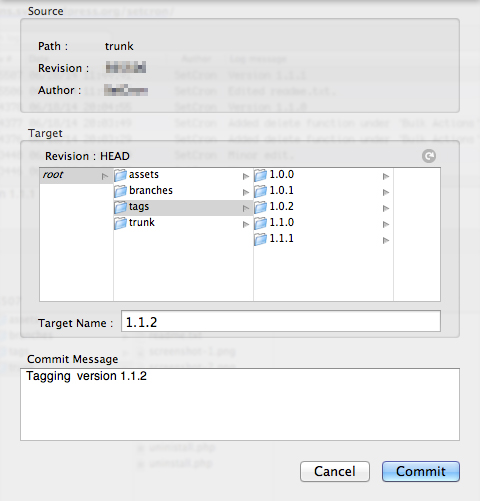 Source
Path : trunk
Revision :
Author :
Target
Revision : HEAD
root assets 1.0.0
branches 1.0.1
tags 1.0.2
trunk 1.1.0
1.1.1
Target Name : 1.1.2
Commit Message
Tagging version 1.1.2
uninstall.php
Cancel Commit